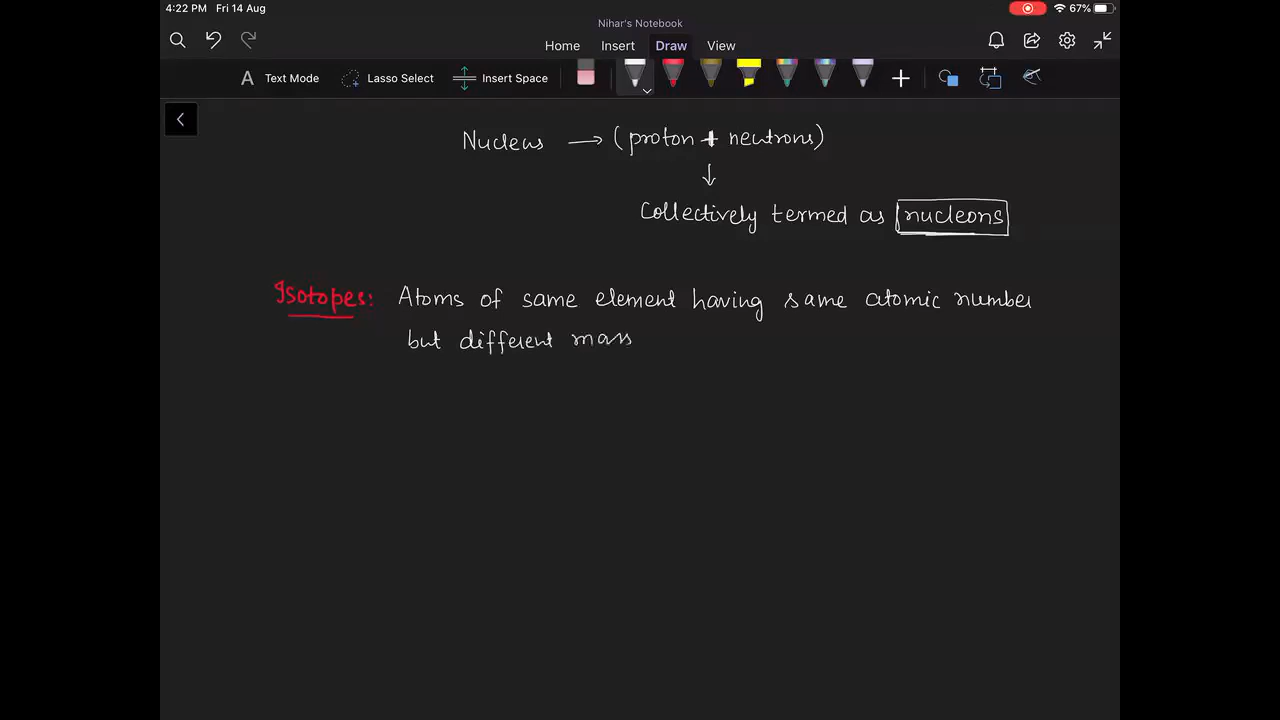 4:22 PM Fri 14 Aug
67%
Nihar's Notebook
Home Insert Draw View
A Text Mode Lasso Select Insert Space
Nucleus → (proton + neutrons)
↓
Collectively termed as nucleons
Isotopes: Atoms of same element having same atomic number
but different mass